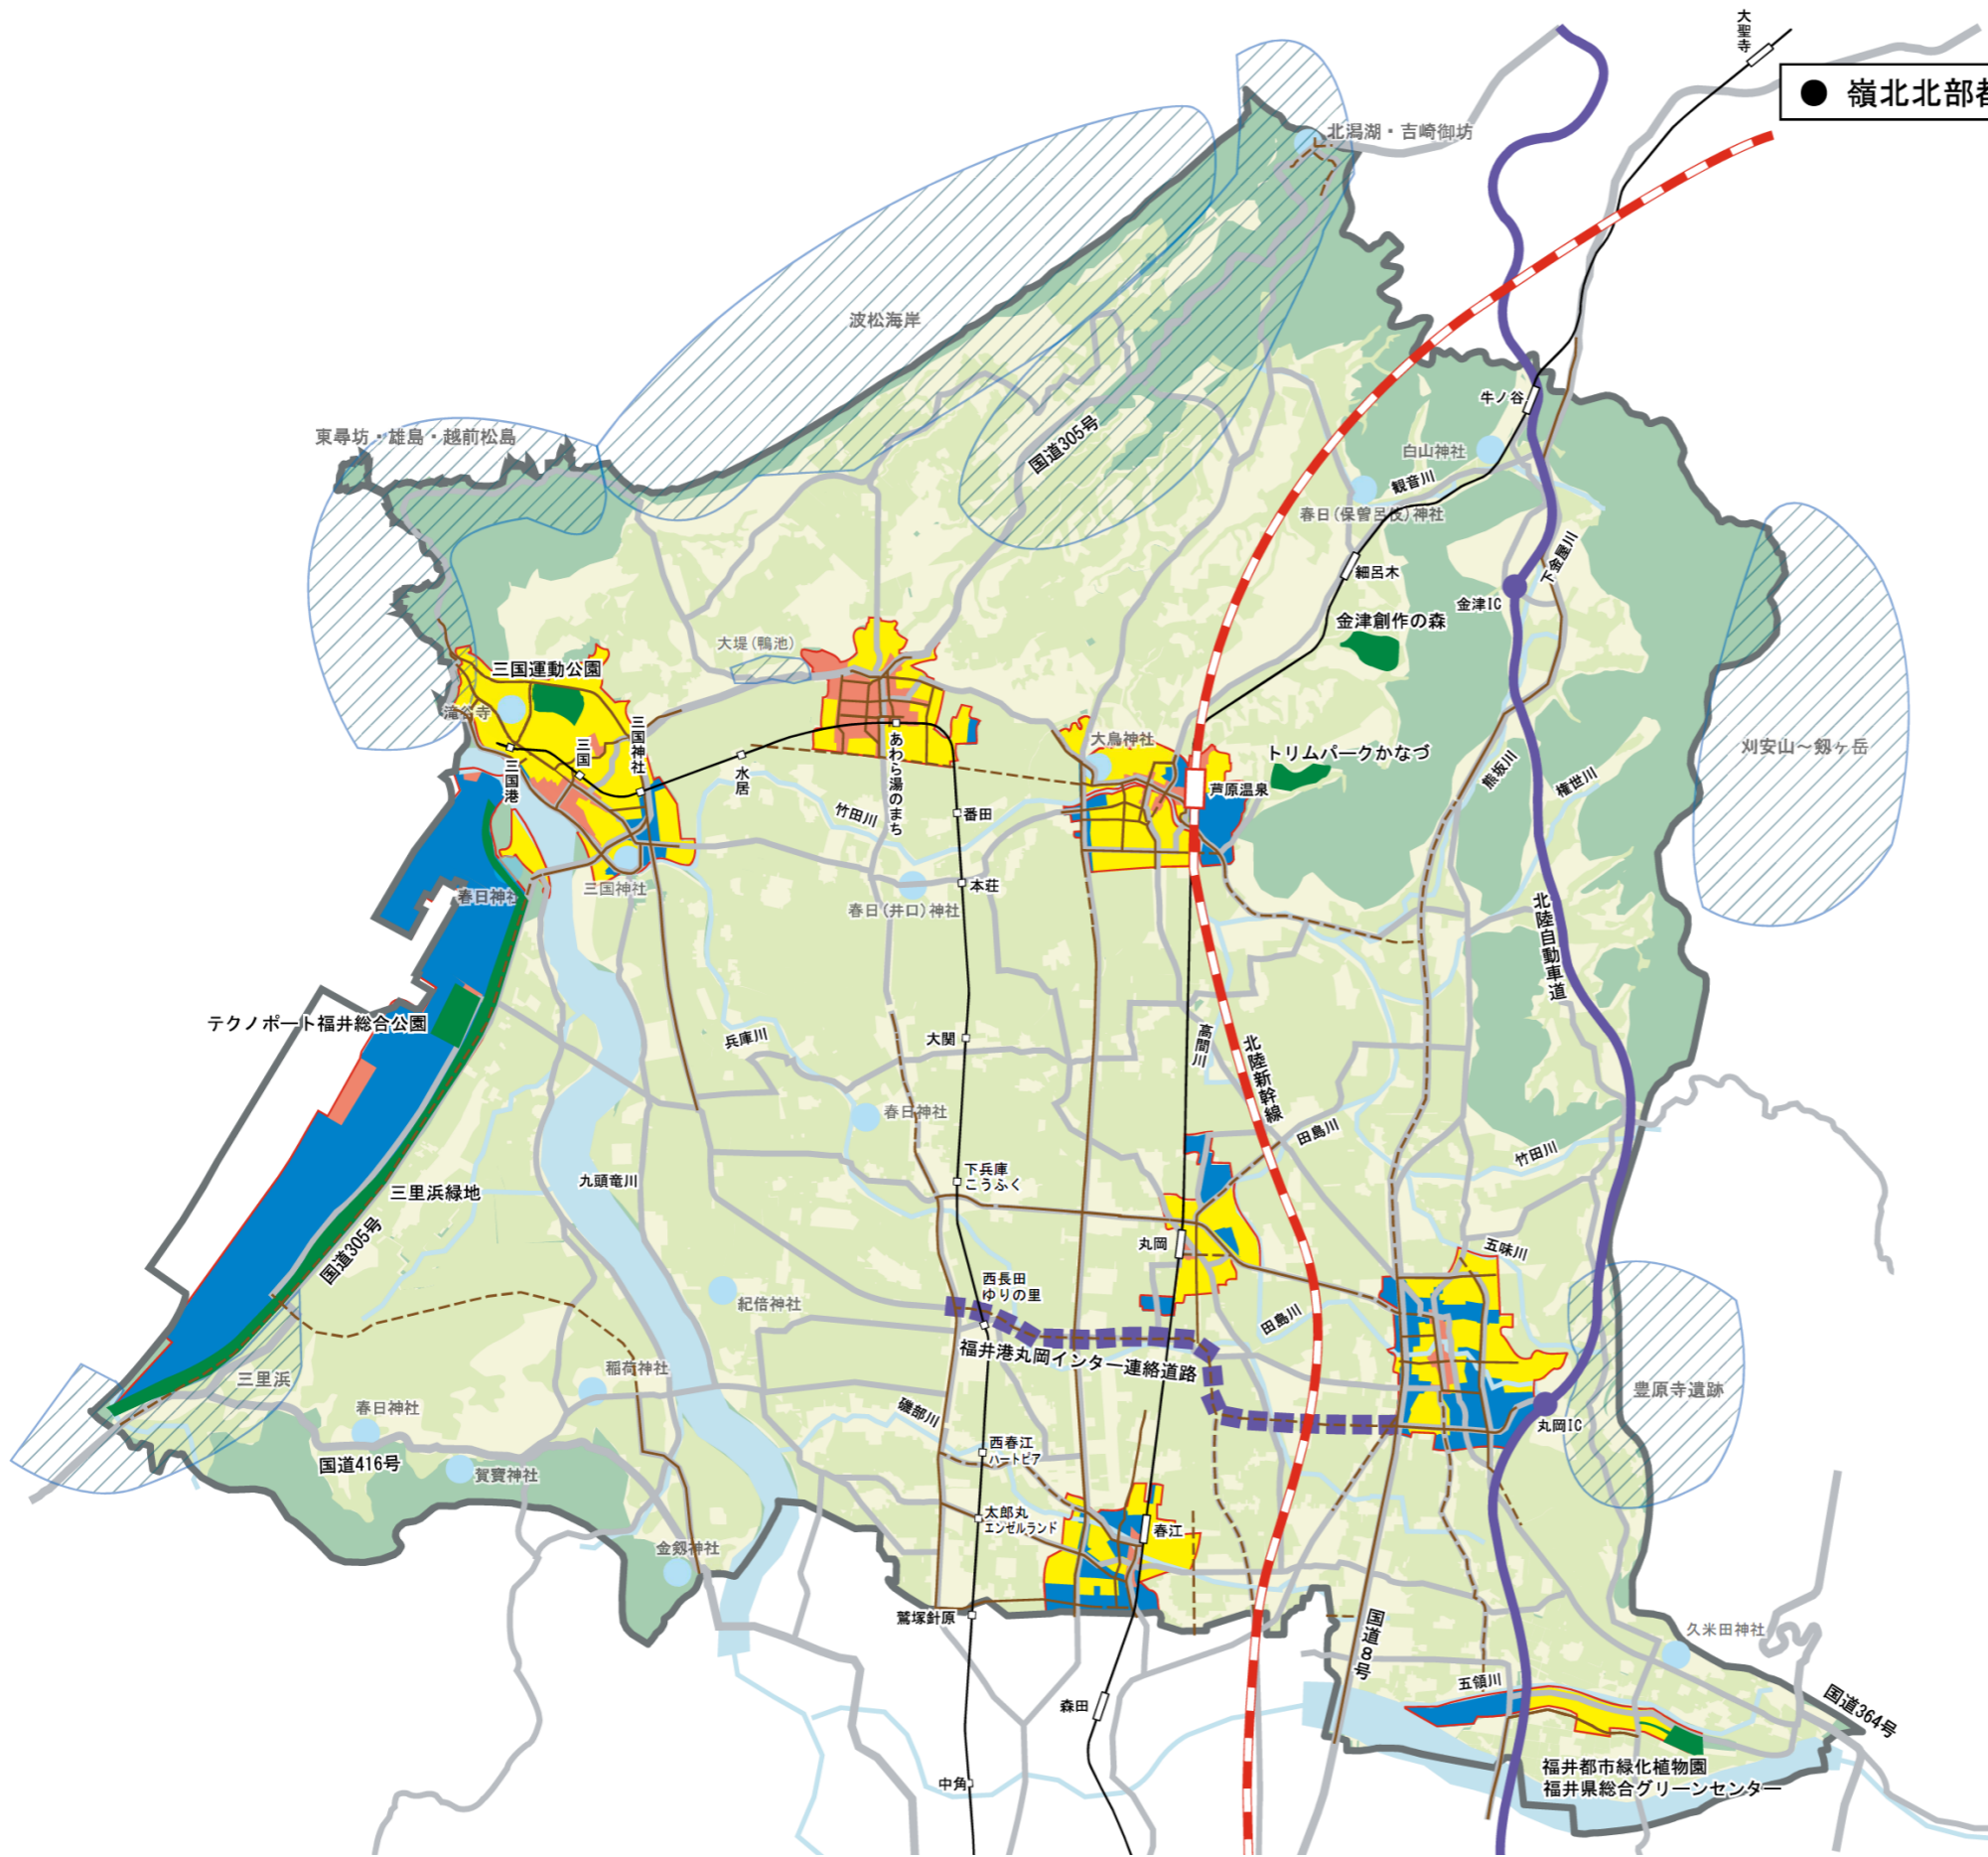 大聖寺
● 嶺北北部都
北潟湖・吉崎御坊
波松海岸
東尋坊・雄島・越前松島
国道305号
牛ノ谷
白山神社
観音川
春日(保曽呂伎)神社
細呂木
下金屋川
金津IC
金津創作の森
大堤(鴨池)
三国運動公園
滝谷寺
三国神社
三国
三国港
水居
あわら湯のまち
大鳥神社
トリムパークかなづ
芦原温泉
刈安山～剱ヶ岳
熊坂川
権世川
竹田川
番田
本荘
春日神社
三国神社
春日(井口)神社
北陸自動車道
テクノポート福井総合公園
兵庫川
大関
高間川
北陸新幹線
春日神社
田島川
竹田川
三里浜緑地
九頭竜川
下兵庫
こうふく
国道305号
丸岡
五味川
西長田
ゆりの里
紀倍神社
田島川
福井港丸岡インター連絡道路
三里浜
稲荷神社
豊原寺遺跡
春日神社
磯部川
丸岡IC
国道416号
賀寶神社
西春江
ハートピア
太郎丸
エンゼルランド
春江
金剱神社
鷲塚針原
国道8号
久米田神社
五領川
森田
国道364号
福井都市緑化植物園
福井県総合グリーンセンター
中角